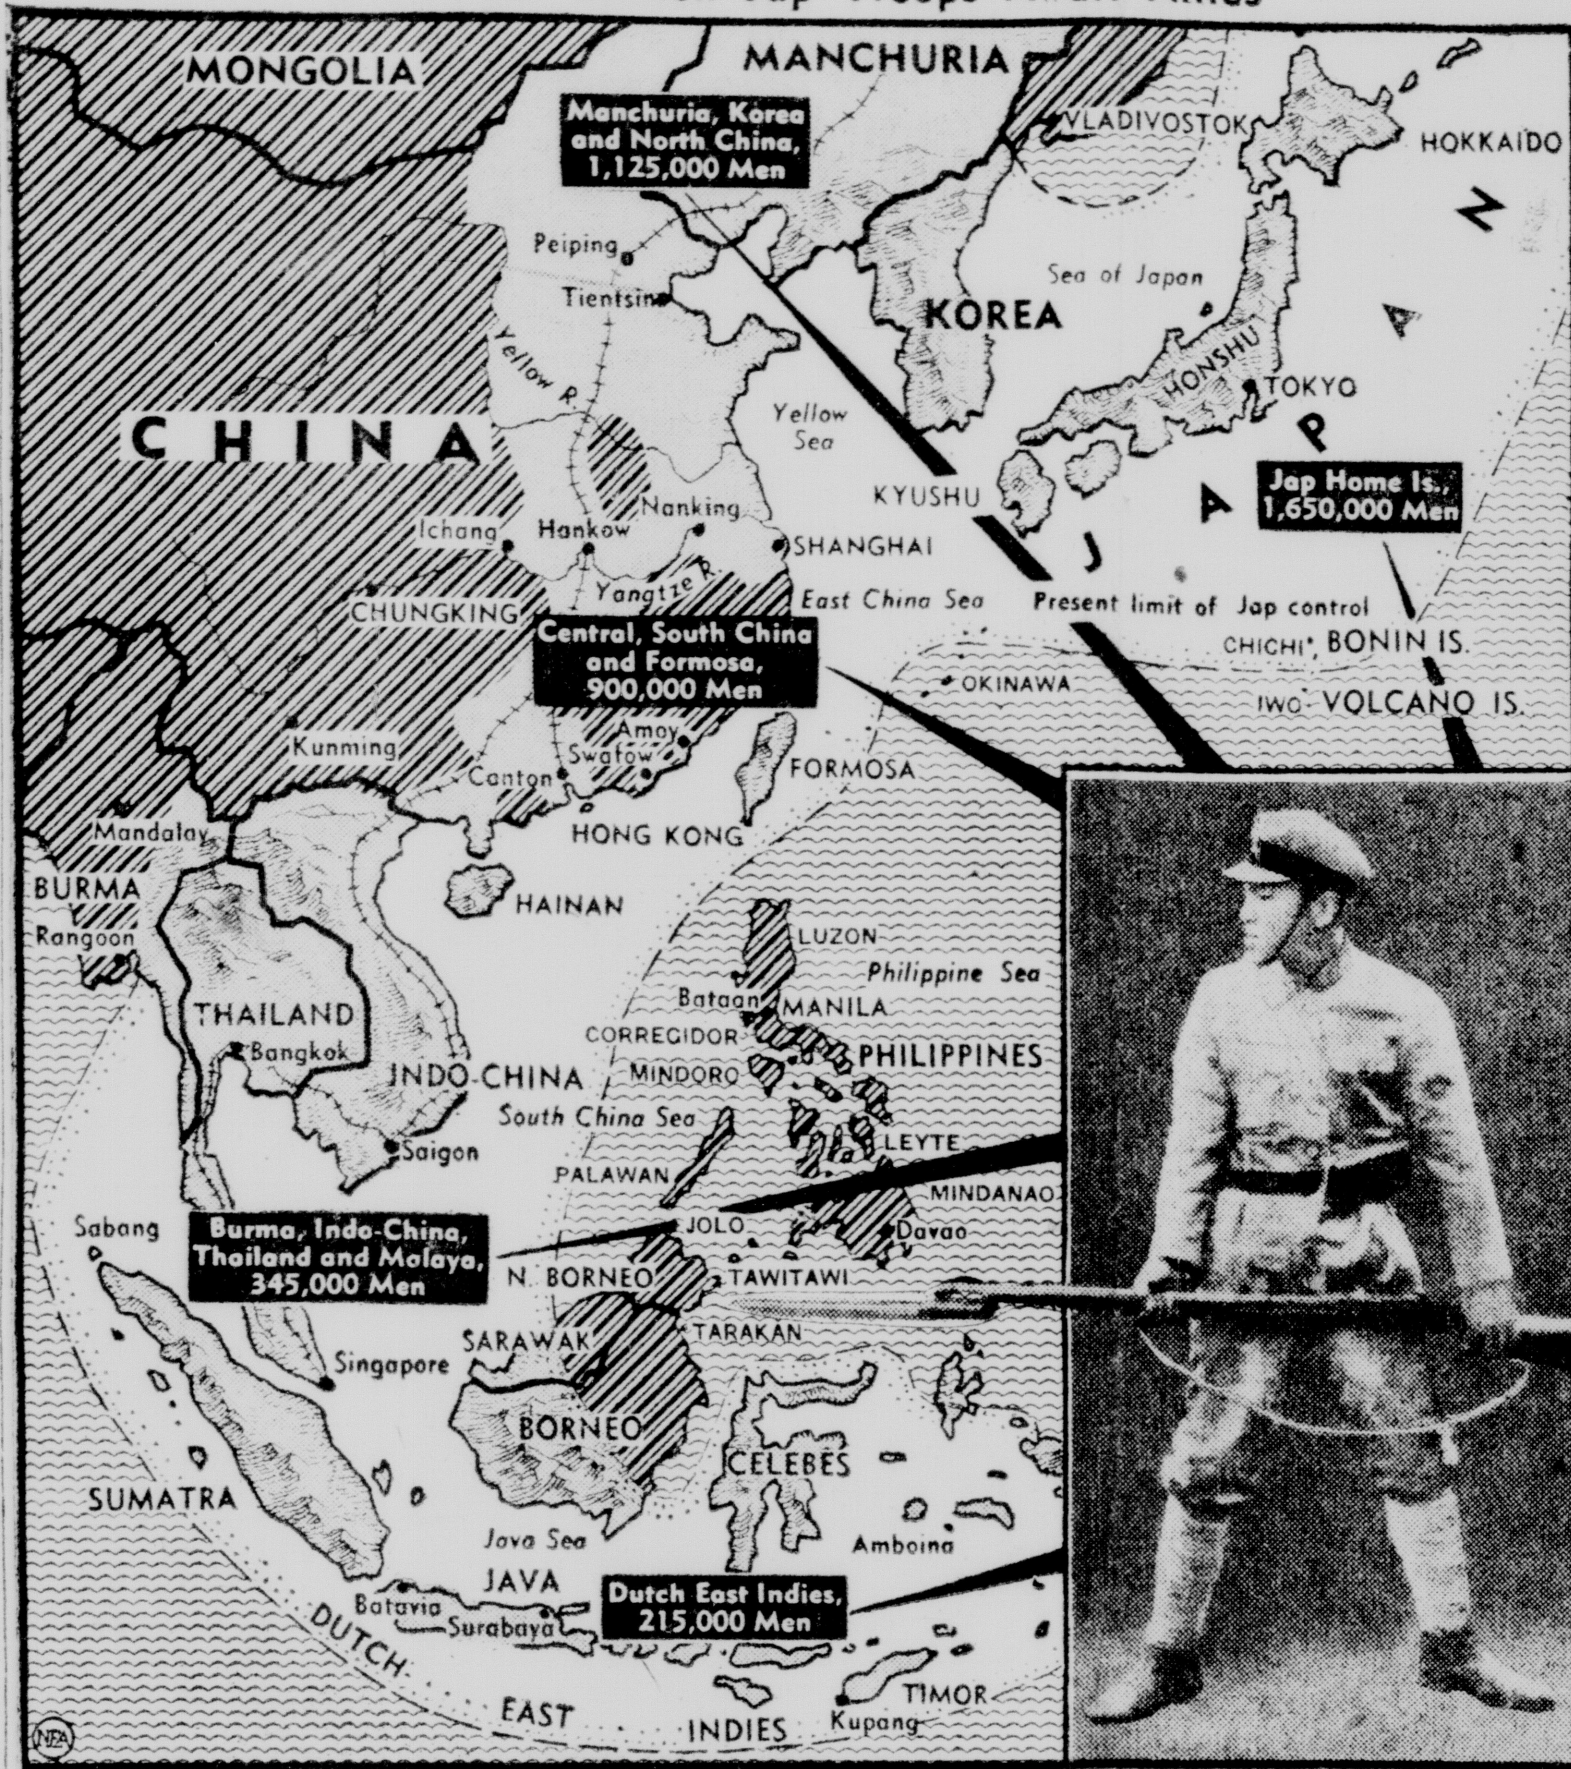 MONGOLIA
MANCHURIA
Manchuria, Korea
and North China,
1,125,000 Men
VLADIVOSTOK
HOKKAIDO
Peiping
Tientsin
Sea of Japan
KOREA
Yellow R.
HONSHU
TOKYO
CHINA
Yellow
Sea
JAPAN
Jap Home Is.,
1,650,000 Men
KYUSHU
Nanking
Ichang
Hankow
SHANGHAI
Yangtze R.
CHUNGKING
East China Sea
Present limit of Jap control
Central, South China
and Formosa,
900,000 Men
CHICHI
BONIN IS.
OKINAWA
IWO
VOLCANO IS.
Kunming
Amoy
Swatow
Canton
FORMOSA
Mandalay
HONG KONG
BURMA
HAINAN
Rangoon
LUZON
Philippine Sea
Bataan
MANILA
THAILAND
CORREGIDOR
Bangkok
PHILIPPINES
INDO-CHINA
MINDORO
South China Sea
LEYTE
Saigon
PALAWAN
MINDANAO
Sabang
Burma, Indo-China,
Thailand and Malaya,
345,000 Men
JOLO
Davao
N. BORNEO
TAWITAWI
SARAWAK
TARAKAN
Singapore
BORNEO
CELEBES
SUMATRA
Java Sea
Amboina
JAVA
Dutch East Indies,
215,000 Men
Batavia
Surabaya
DUTCH
EAST
INDIES
TIMOR
Kupang
NEA